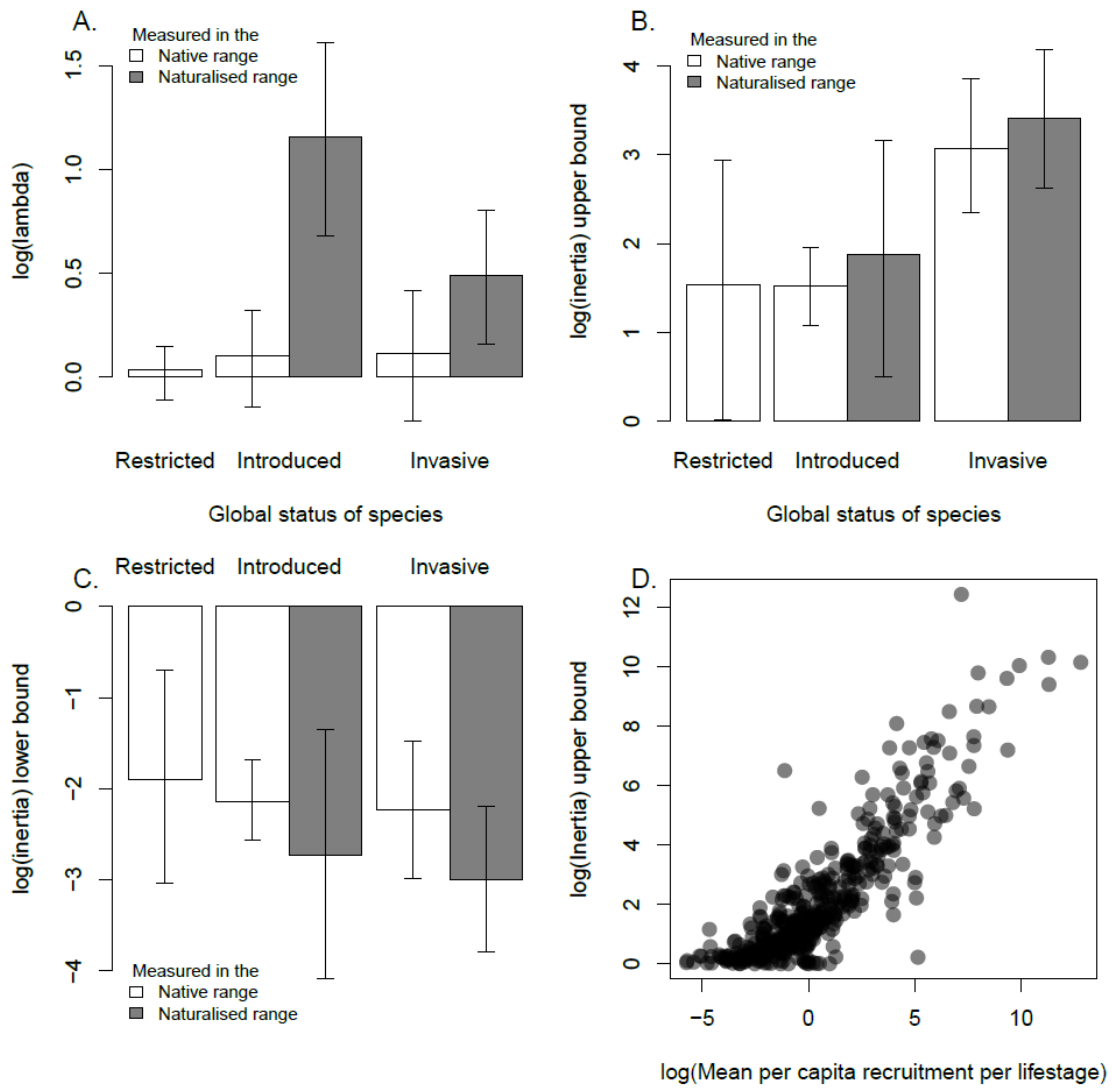 A.
Measured in the
Native range
Naturalised range
log(lambda)
0.0 0.5 1.0 1.5
Restricted Introduced Invasive
Global status of species
B.
Measured in the
Native range
Naturalised range
log(inertia) upper bound
0 1 2 3 4
Restricted Introduced Invasive
Global status of species
C.
Restricted Introduced Invasive
log(inertia) lower bound
−4 −3 −2 −1 0
Measured in the
Native range
Naturalised range
D.
log(Inertia) upper bound
0 2 4 6 8 10 12
−5 0 5 10
log(Mean per capita recruitment per lifestage)